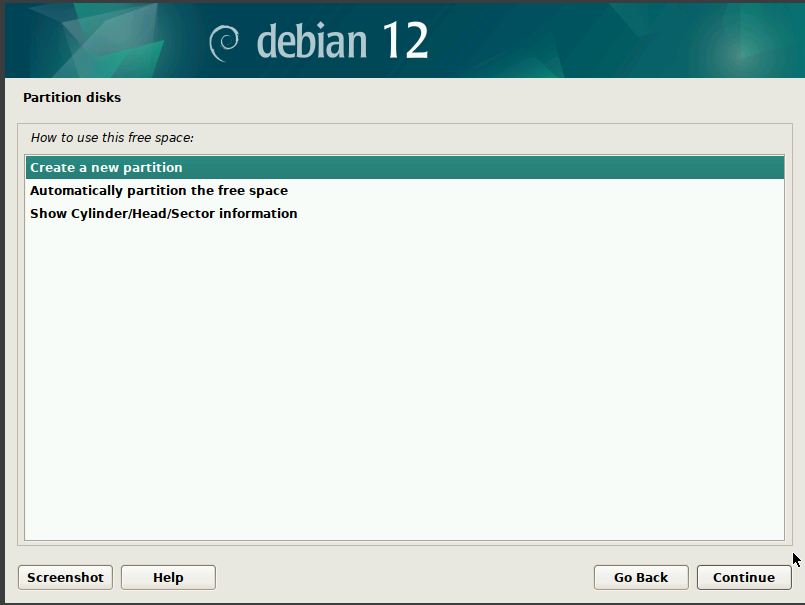 debian 12
Partition disks
How to use this free space:
Create a new partition
Automatically partition the free space
Show Cylinder/Head/Sector information
Screenshot Help Go Back Continue